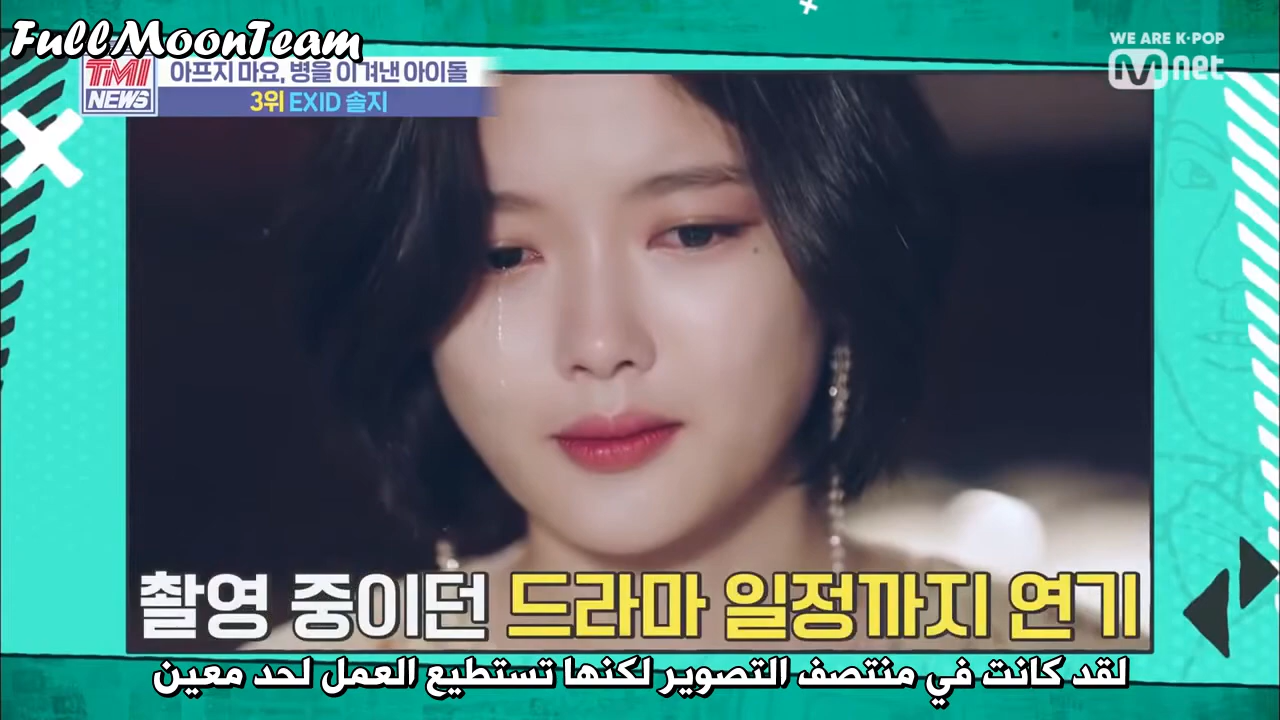 FullMoonTeam
WE ARE K-POP
Mnet
TMI
NEWS
아프지 마요, 병을 이겨낸 아이돌
3위 EXID 솔지
촬영 중이던 드라마 일정까지 연기
لقد كانت في منتصف التصوير لكنها تستطيع العمل لحد معين